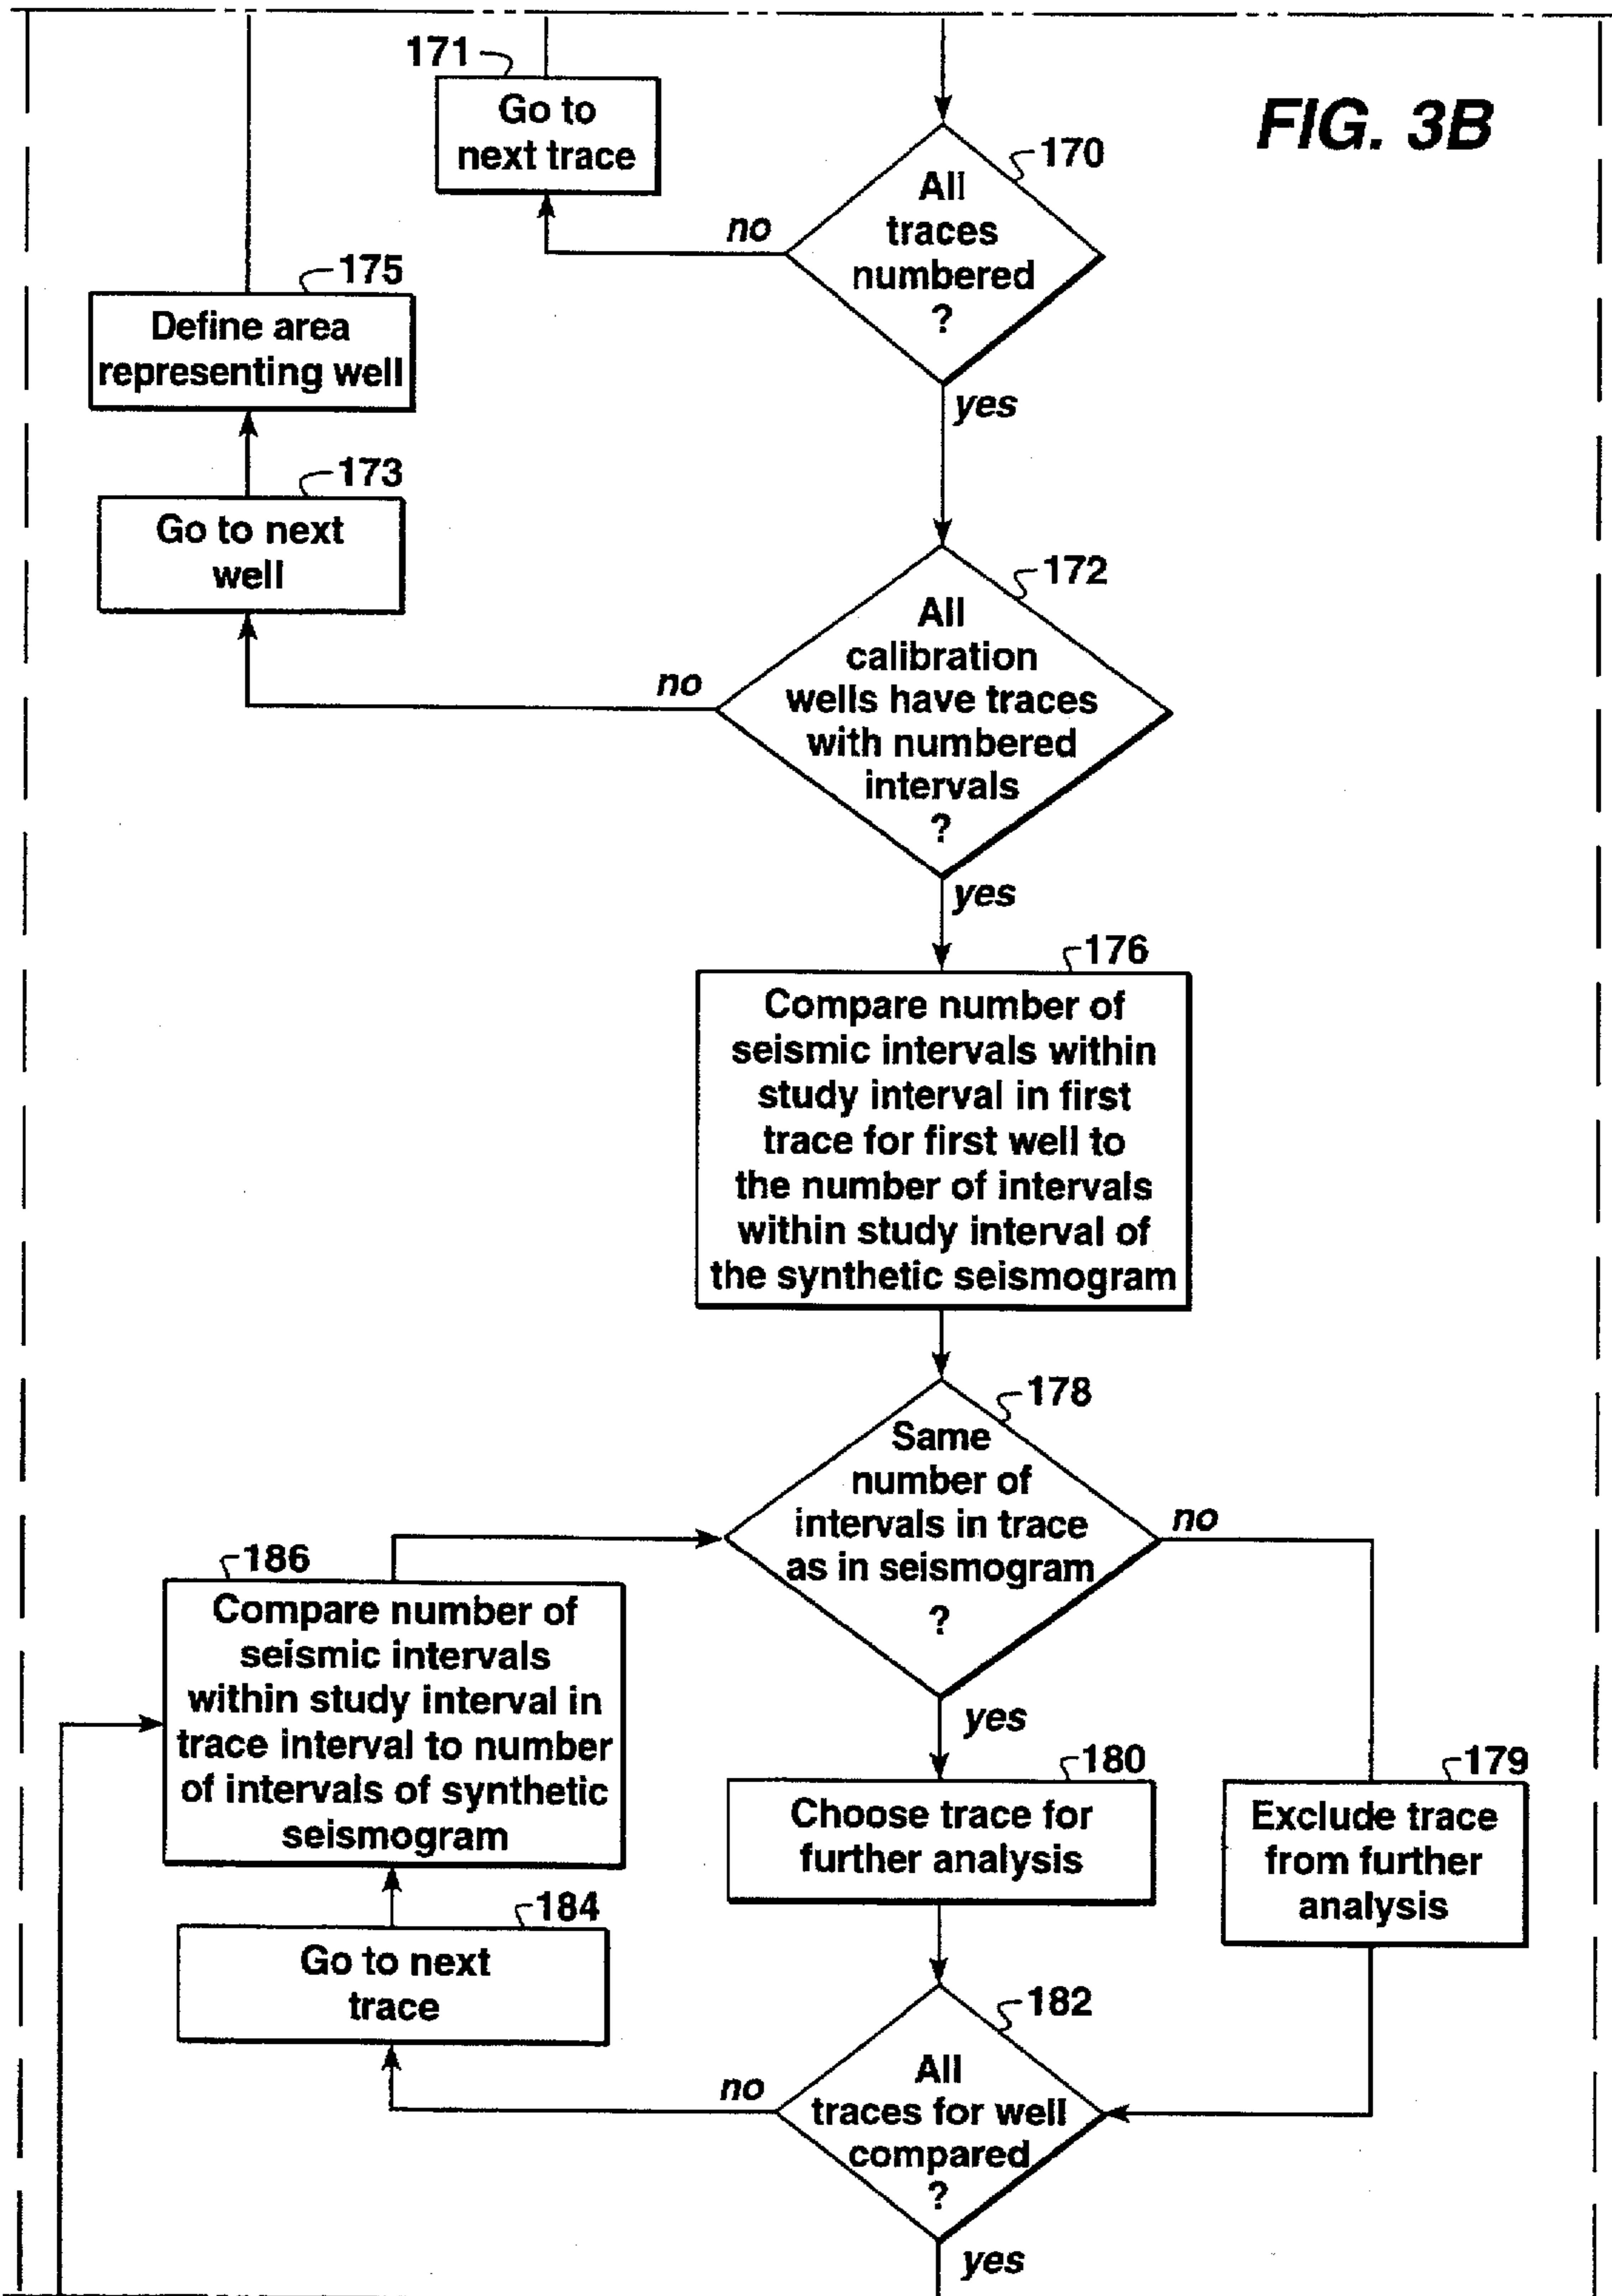 FIG. 3B
171
Go to
next trace
170
All
traces
numbered
?
no
yes
175
Define area
representing well
173
Go to next
well
172
All
calibration
wells have traces
with numbered
intervals
?
no
yes
176
Compare number of
seismic intervals within
study interval in first
trace for first well to
the number of intervals
within study interval of
the synthetic seismogram
178
Same
number of
intervals in trace
as in seismogram
?
no
yes
186
Compare number of
seismic intervals
within study interval in
trace interval to number
of intervals of synthetic
seismogram
180
Choose trace for
further analysis
179
Exclude trace
from further
analysis
184
Go to next
trace
182
All
traces for well
compared
?
no
yes